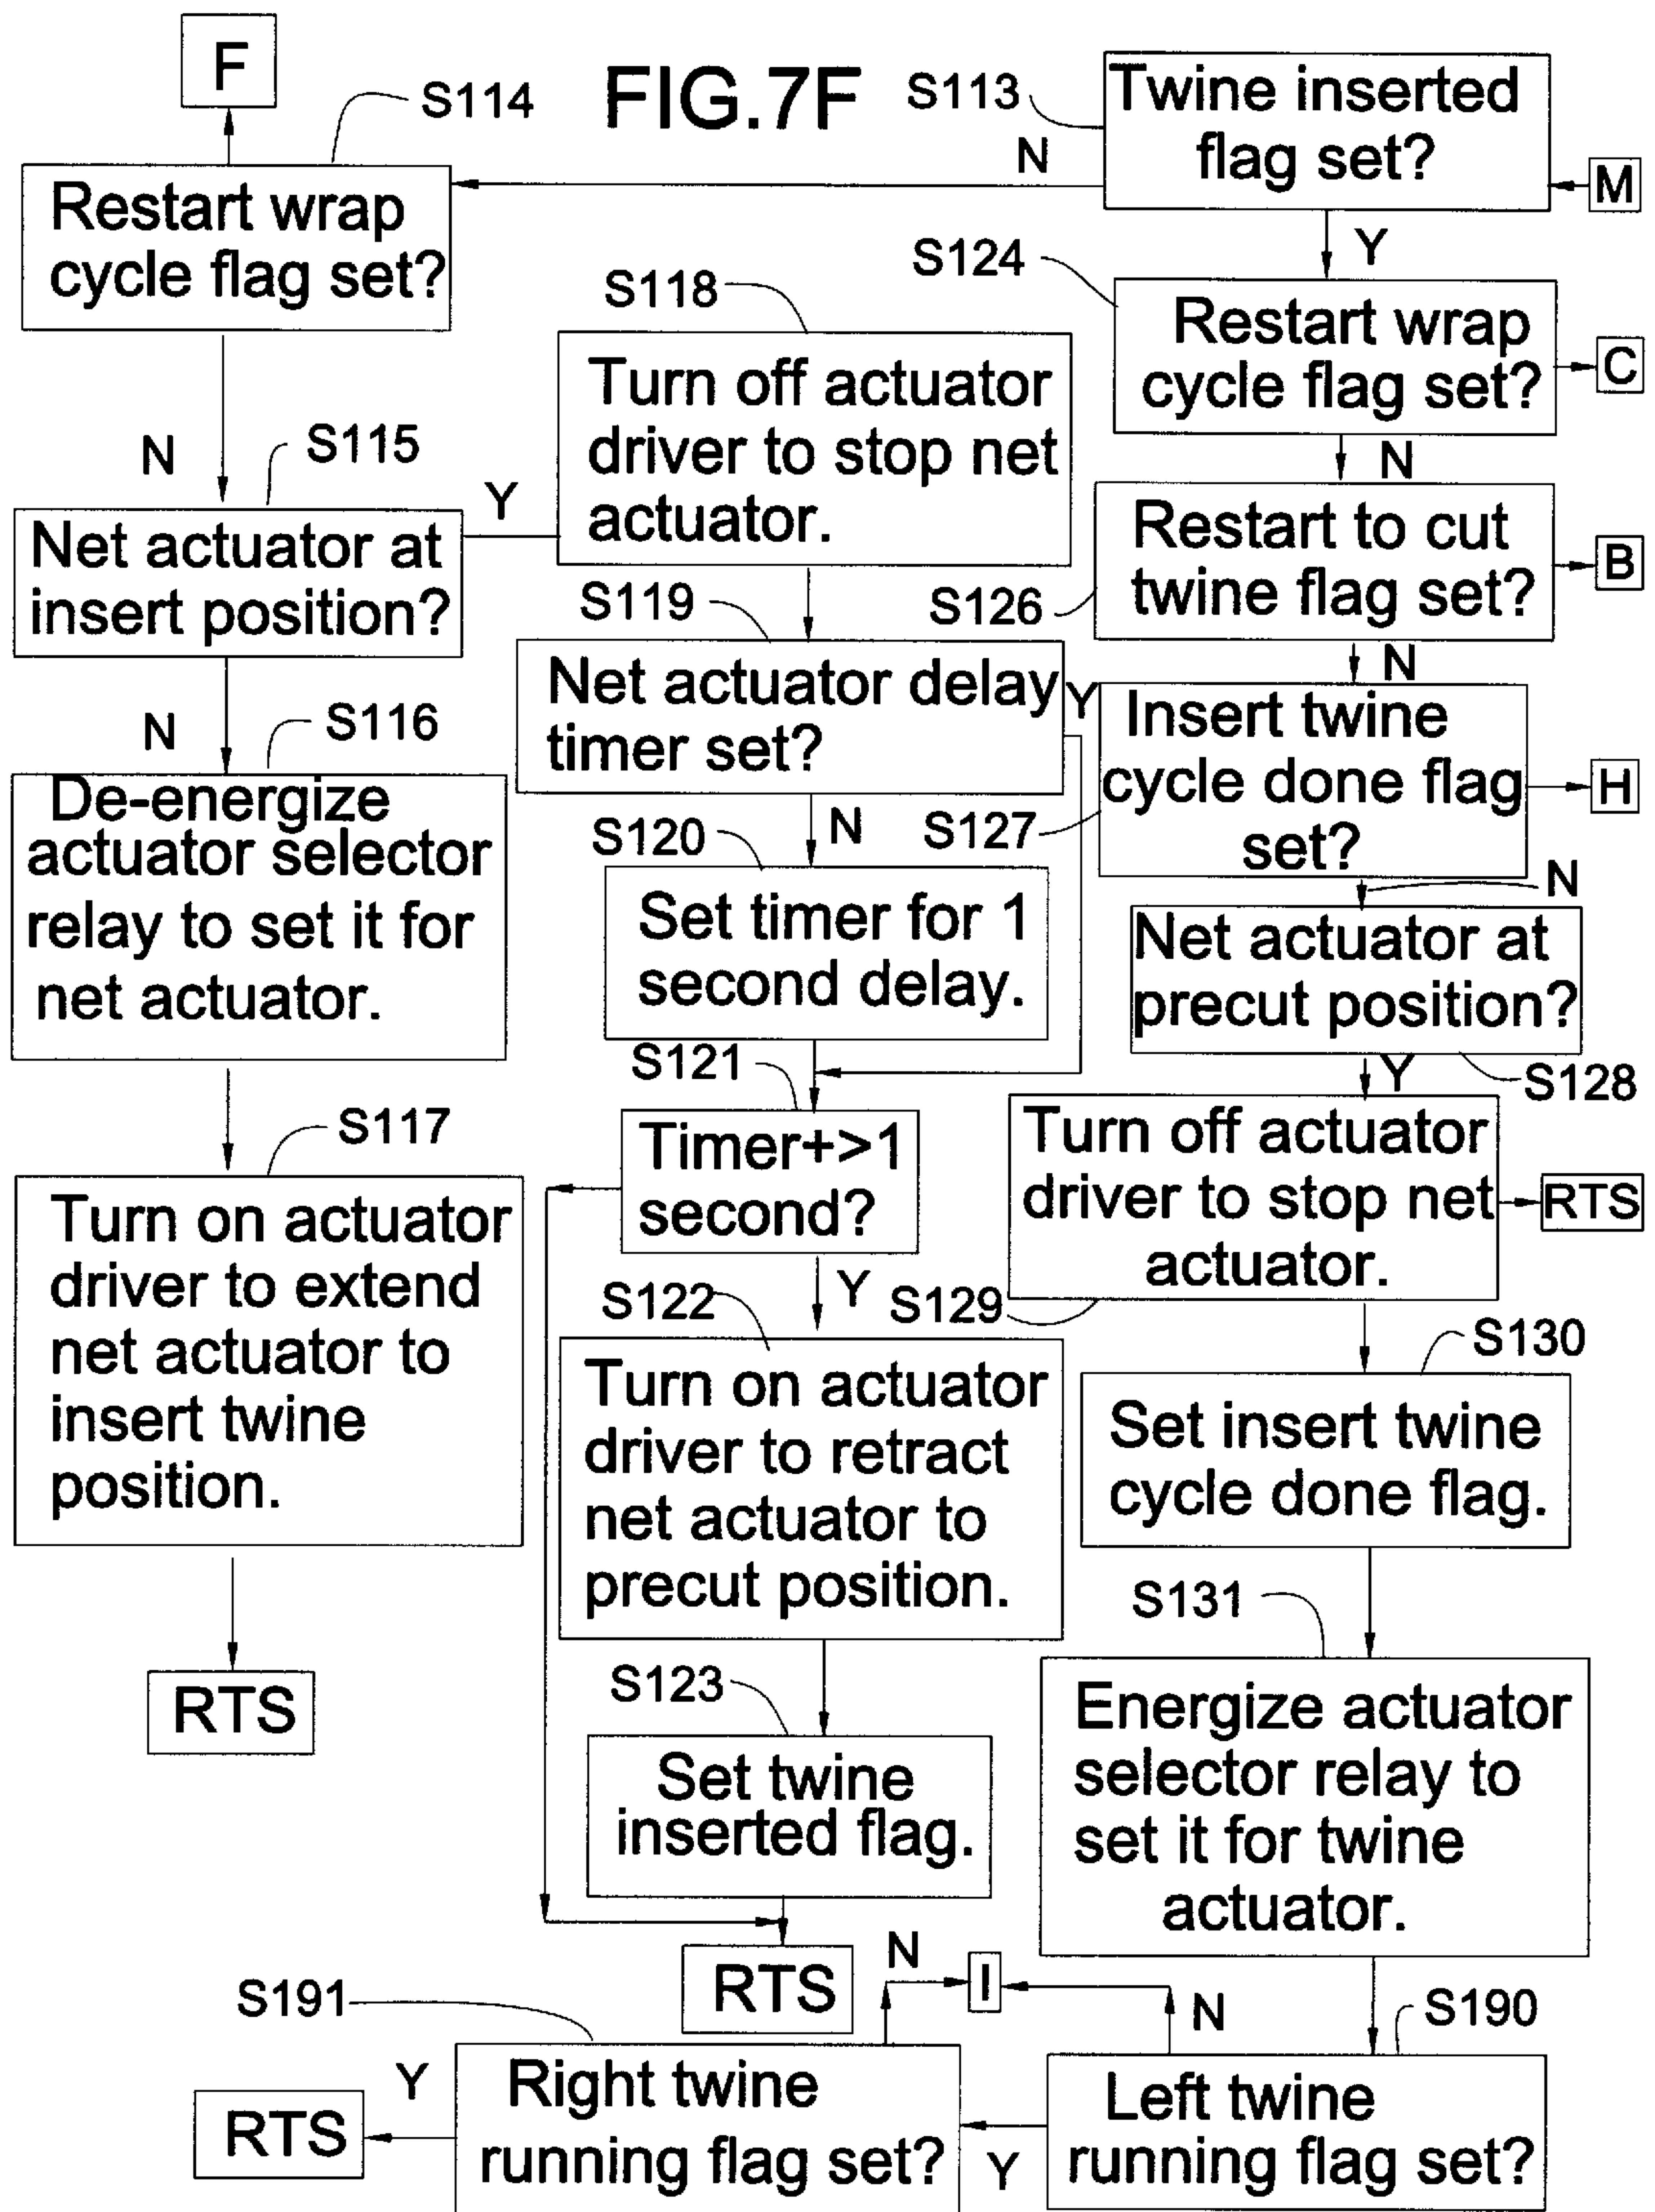 F
S114
FIG.7F
S113
Twine inserted
flag set?
M
N
Restart wrap
cycle flag set?
Y
S124
Restart wrap
cycle flag set?
C
S118
Turn off actuator
driver to stop net
actuator.
N
S115
Y
N
Net actuator at
insert position?
Restart to cut
twine flag set?
B
S126
S119
N
Net actuator delay
timer set?
Y
Insert twine
cycle done flag
set?
H
S127
N
S116
De-energize
actuator selector
relay to set it for
net actuator.
N
S120
Set timer for 1
second delay.
N
Net actuator at
precut position?
S128
Y
S121
Timer+>1
second?
S117
Turn on actuator
driver to extend
net actuator to
insert twine
position.
RTS
Turn off actuator
driver to stop net
actuator.
RTS
S129
Y
S122
Turn on actuator
driver to retract
net actuator to
precut position.
S130
Set insert twine
cycle done flag.
S123
Set twine
inserted flag.
RTS
S131
Energize actuator
selector relay to
set it for twine
actuator.
N
I
N
S190
S191
Left twine
running flag set?
Y
Right twine
running flag set?
Y
RTS